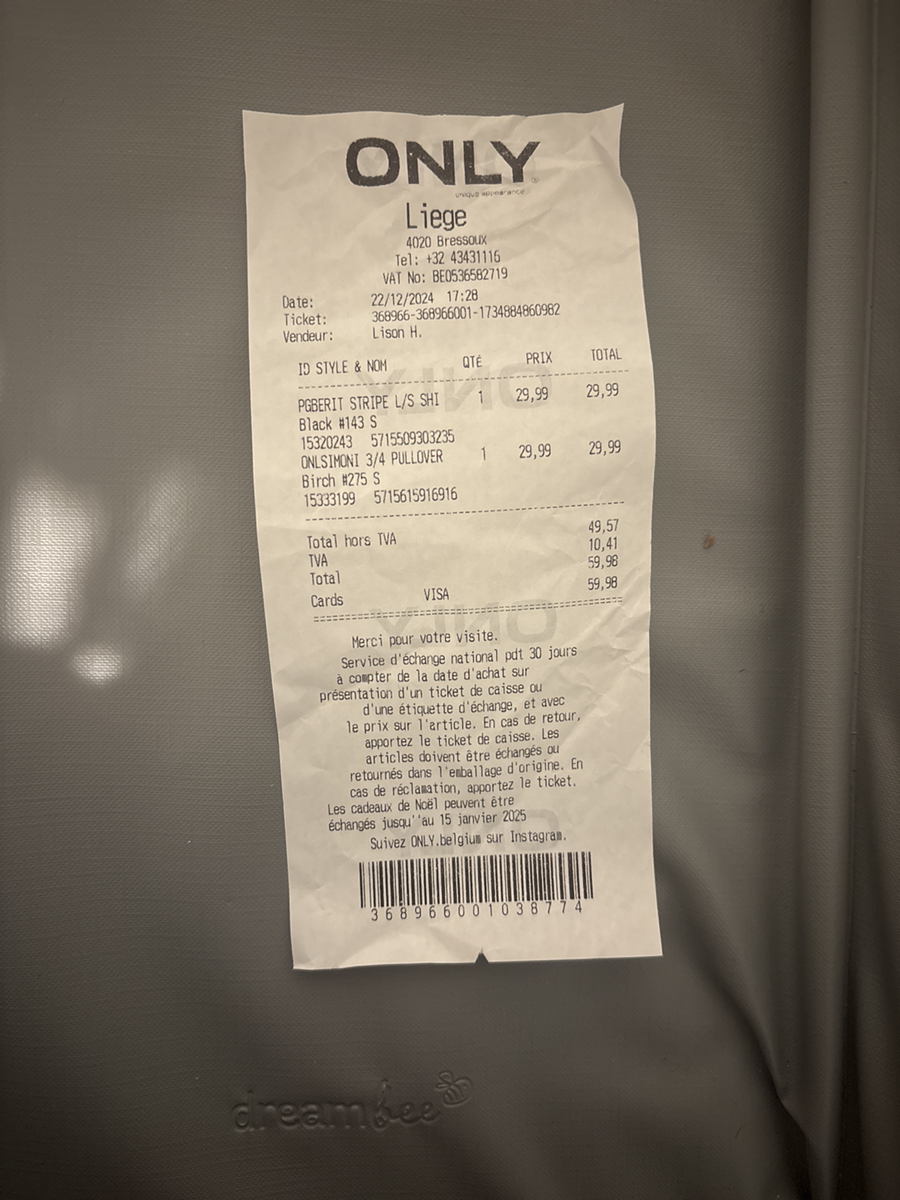 ONLY
unique appearance
Liege
4020 Bressoux
Tel: +32 43431116
VAT No: BE0536582719
Date: 22/12/2024 17:28
Ticket: 368966-368966001-1734884860982
Vendeur: Lison H.
ID STYLE & NOM QTÉ PRIX TOTAL
PGBERIT STRIPE L/S SHI 1 29,99 29,99
Black #143 S
15320243 5715509303235
ONLSIMONI 3/4 PULLOVER 1 29,99 29,99
Birch #275 S
15333199 5715615916916
Total hors TVA 49,57
TVA 10,41
Total 59,98
Cards VISA 59,98
Merci pour votre visite.
Service d'échange national pdt 30 jours
à compter de la date d'achat sur
présentation d'un ticket de caisse ou
d'une étiquette d'échange, et avec
le prix sur l'article. En cas de retour,
apportez le ticket de caisse. Les
articles doivent être échangés ou
retournés dans l'emballage d'origine. En
cas de réclamation, apportez le ticket.
Les cadeaux de Noël peuvent être
échangés jusqu''au 15 janvier 2025
Suivez ONLY.belgium sur Instagram.
368966001038774
dreambee